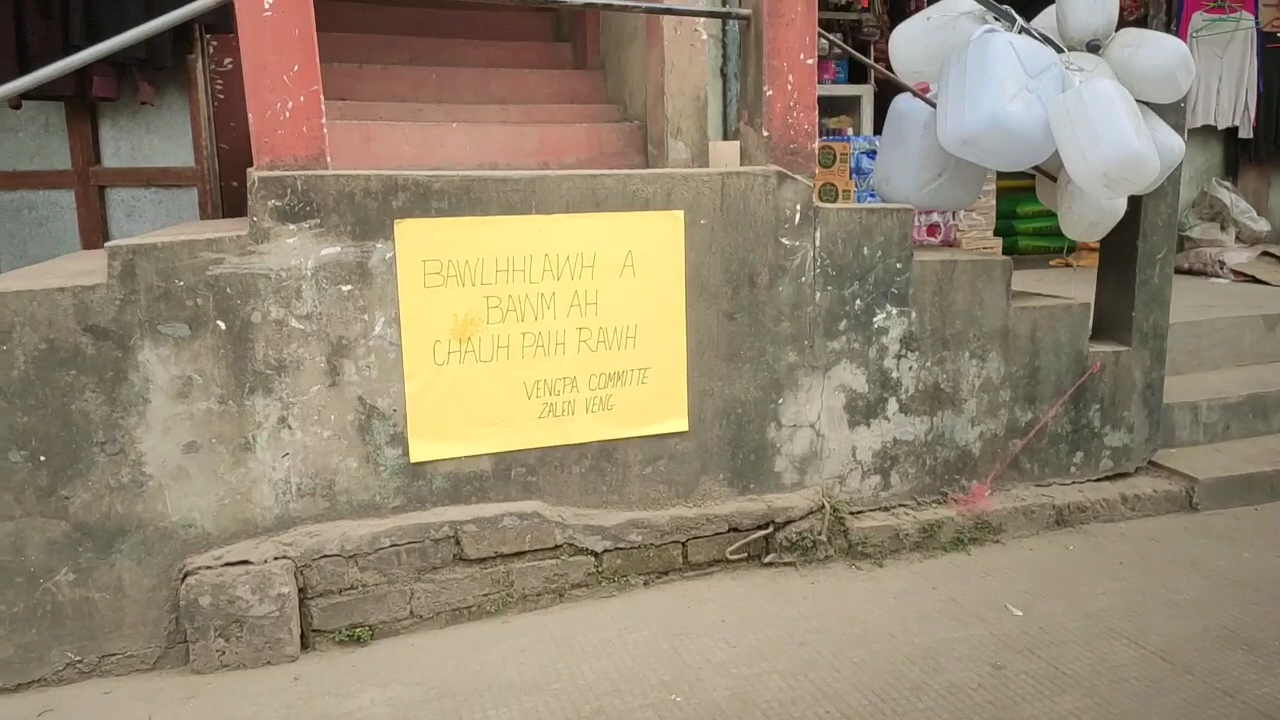 BAWLHHLAWH A
BAWM AH
CHAUH PAIH RAWH
VENGPA COMMITTE
ZALEN VENG